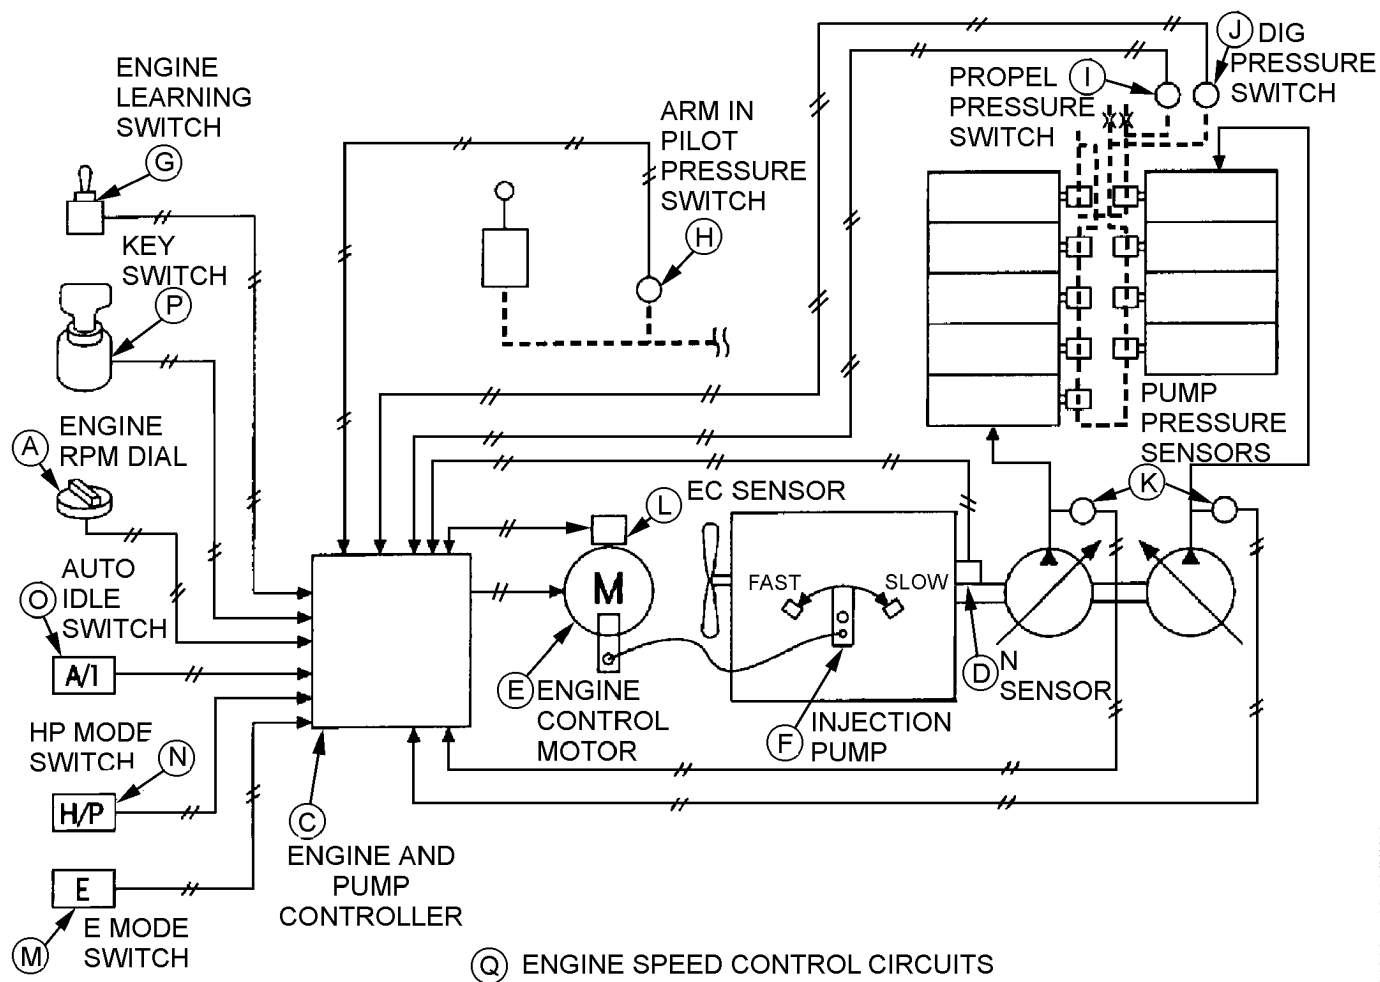 ENGINE
LEARNING
SWITCH
G
KEY
SWITCH
P
ENGINE
RPM DIAL
A
AUTO
IDLE
SWITCH
O
A/I
HP MODE
SWITCH
N
H/P
E
E MODE
SWITCH
M
C
ENGINE AND
PUMP
CONTROLLER
ARM IN
PILOT
PRESSURE
SWITCH
H
PROPEL
PRESSURE
SWITCH
I
J
DIG
PRESSURE
SWITCH
PUMP
PRESSURE
SENSORS
K
L
EC SENSOR
M
E
ENGINE
CONTROL
MOTOR
FAST
SLOW
F
INJECTION
PUMP
D
N
SENSOR
Q
ENGINE SPEED CONTROL CIRCUITS